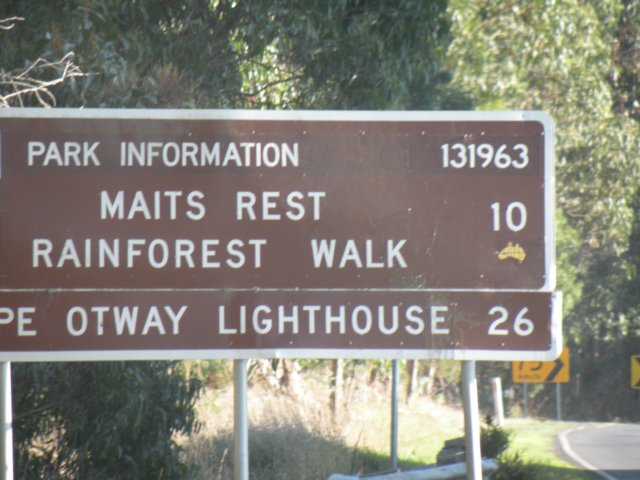 PARK INFORMATION 131963
MAITS REST
RAINFOREST WALK 10
PE OTWAY LIGHTHOUSE 26